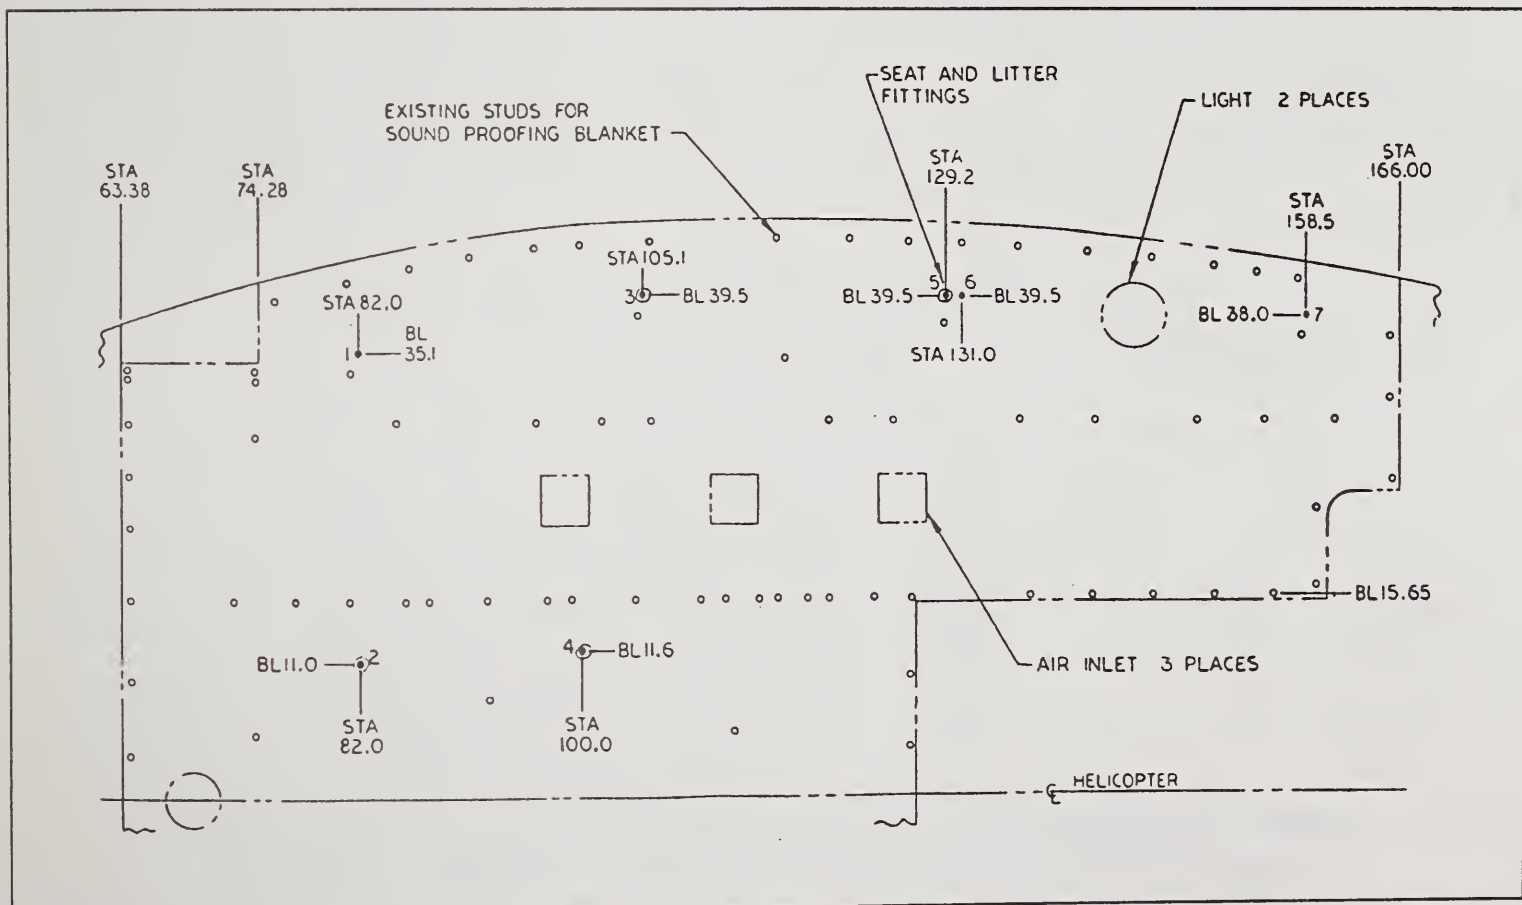 SEAT AND LITTER
FITTINGS
EXISTING STUDS FOR
SOUND PROOFING BLANKET
LIGHT 2 PLACES
STA
63.38
STA
74.28
STA
129.2
STA
166.00
STA
158.5
STA 105.1
3
BL 39.5
STA 82.0
1
BL
35.1
BL 39.5
5
6
BL 39.5
STA 131.0
BL 38.0
7
BL 15.65
BL 11.0
2
STA
82.0
4
BL 11.6
STA
100.0
AIR INLET 3 PLACES
℄ HELICOPTER